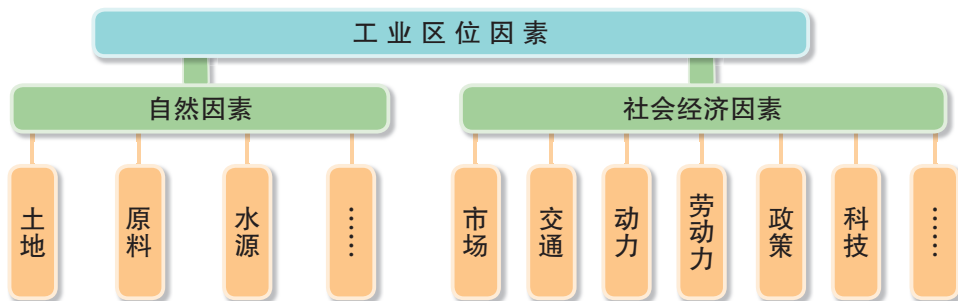 工业区位因素
自然因素
社会经济因素
土地
原料
水源
……
市场
交通
动力
劳动力
政策
科技
……